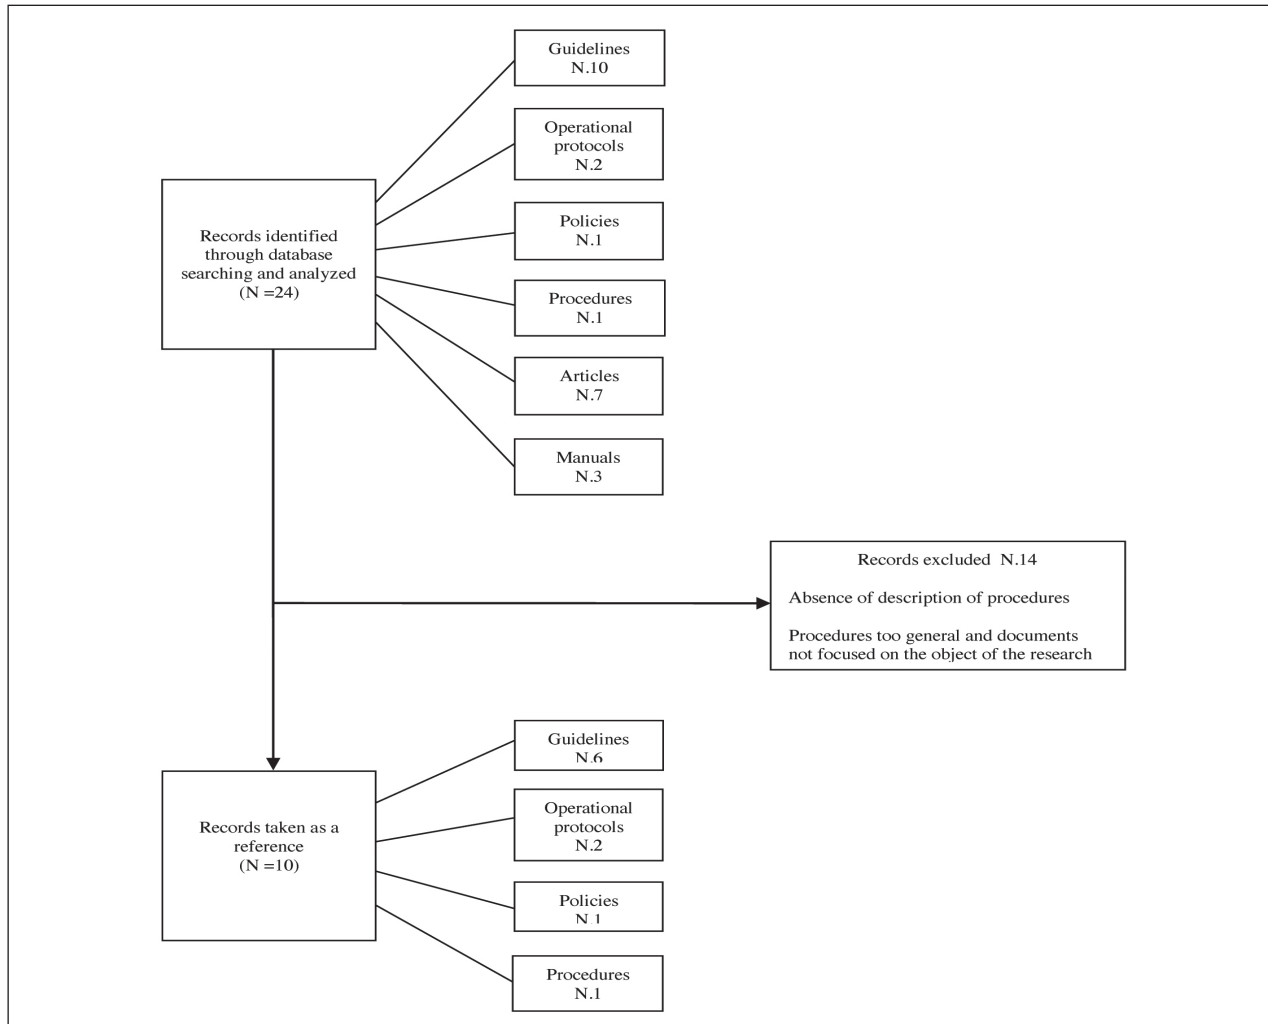 Guidelines
N.10
Operational
protocols
N.2
Records identified
through database
searching and analyzed
(N =24)
Policies
N.1
Procedures
N.1
Articles
N.7
Manuals
N.3
Records excluded N.14
Absence of description of procedures
Procedures too general and documents
not focused on the object of the research
Guidelines
N.6
Records taken as a
reference
(N =10)
Operational
protocols
N.2
Policies
N.1
Procedures
N.1